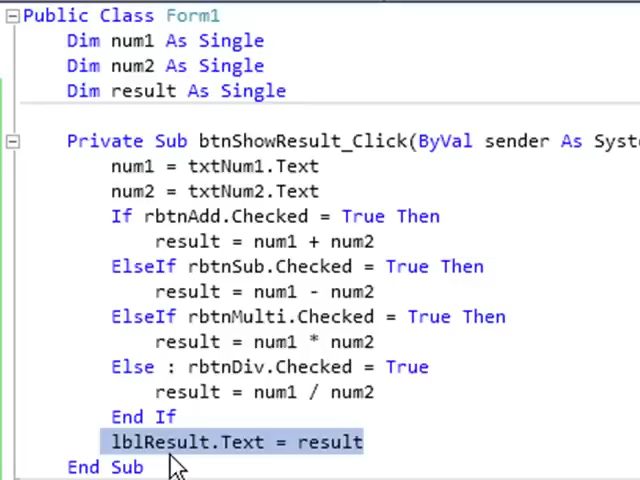 Public Class Form1
Dim num1 As Single
Dim num2 As Single
Dim result As Single
Private Sub btnShowResult_Click(ByVal sender As Syst
num1 = txtNum1.Text
num2 = txtNum2.Text
If rbtnAdd.Checked = True Then
result = num1 + num2
ElseIf rbtnSub.Checked = True Then
result = num1 - num2
ElseIf rbtnMulti.Checked = True Then
result = num1 * num2
Else : rbtnDiv.Checked = True
result = num1 / num2
End If
lblResult.Text = result
End Sub